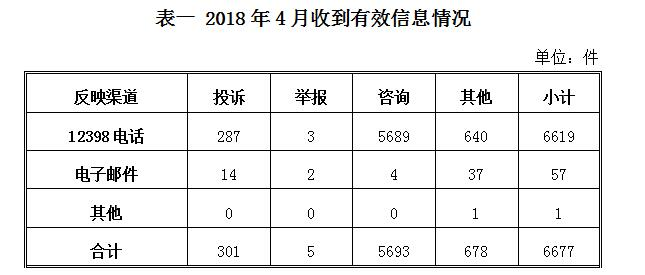 表一 2018 年 4 月收到有效信息情况
单位：件
反映渠道 投诉 举报 咨询 其他 小计
12398 电话 287 3 5689 640 6619
电子邮件 14 2 4 37 57
其他 0 0 0 1 1
合计 301 5 5693 678 6677